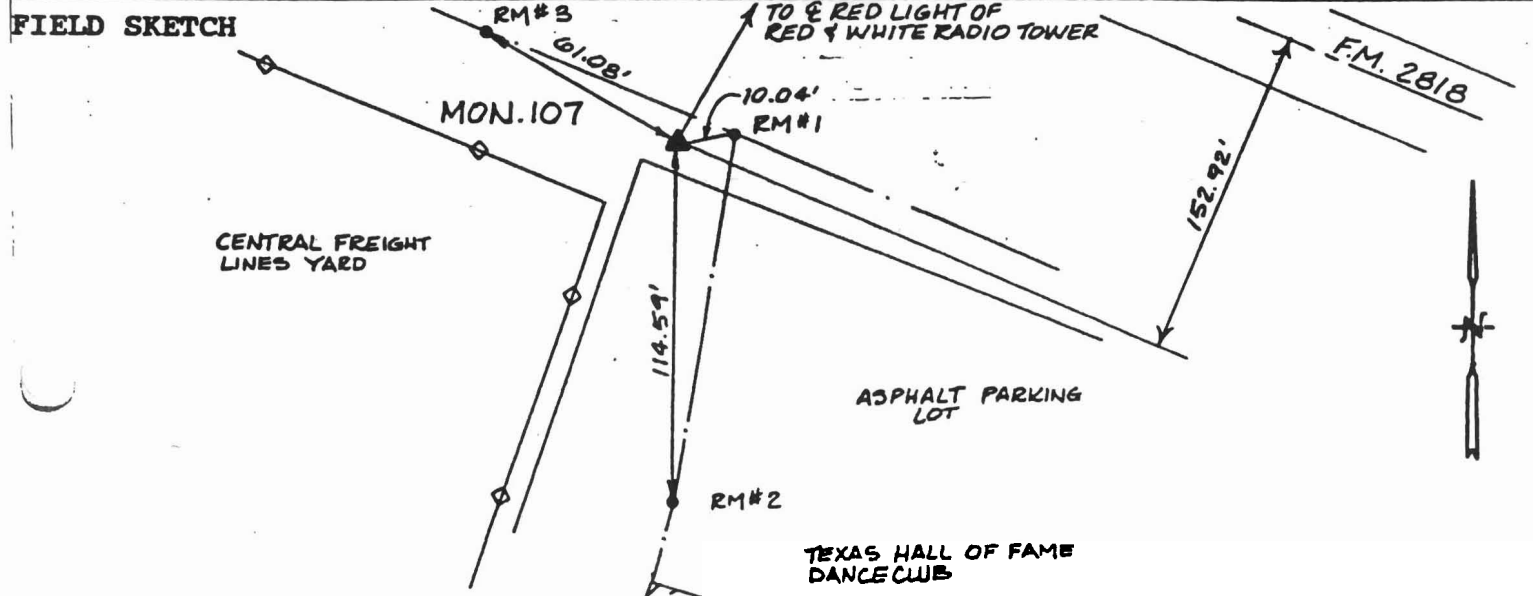 FIELD SKETCH
RM#3
61.08'
TO ℄ RED LIGHT OF
RED & WHITE RADIO TOWER
F.M. 2818
MON.107
10.04'
RM#1
152.92'
CENTRAL FREIGHT
LINES YARD
114.59'
N
ASPHALT PARKING
LOT
RM#2
TEXAS HALL OF FAME
DANCECLUB